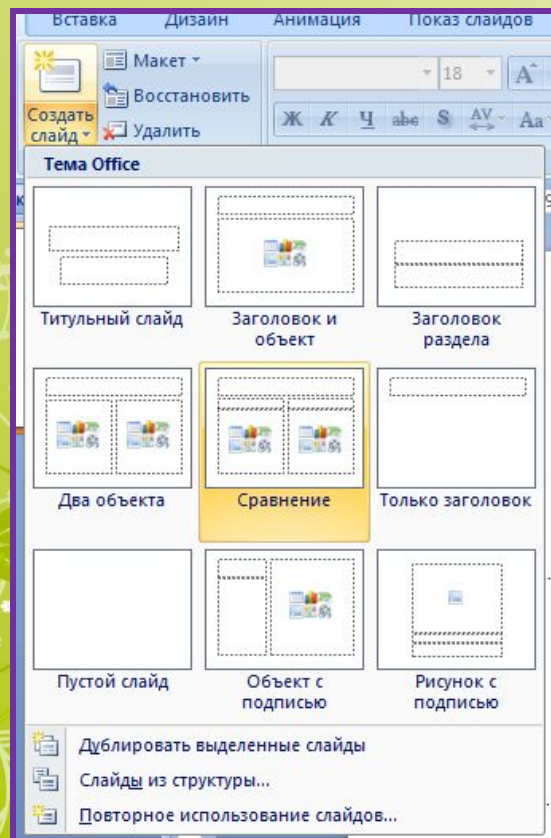 Вставка Дизайн Анимация Показ слайдов
Макет
Восстановить
Удалить
Создать
слайд
18 А
Ж К Ч abc S AV Аа
Тема Office
Титульный слайд
Заголовок и
объект
Заголовок
раздела
Два объекта
Сравнение
Только заголовок
Пустой слайд
Объект с
подписью
Рисунок с
подписью
Дублировать выделенные слайды
Слайды из структуры...
Повторное использование слайдов...